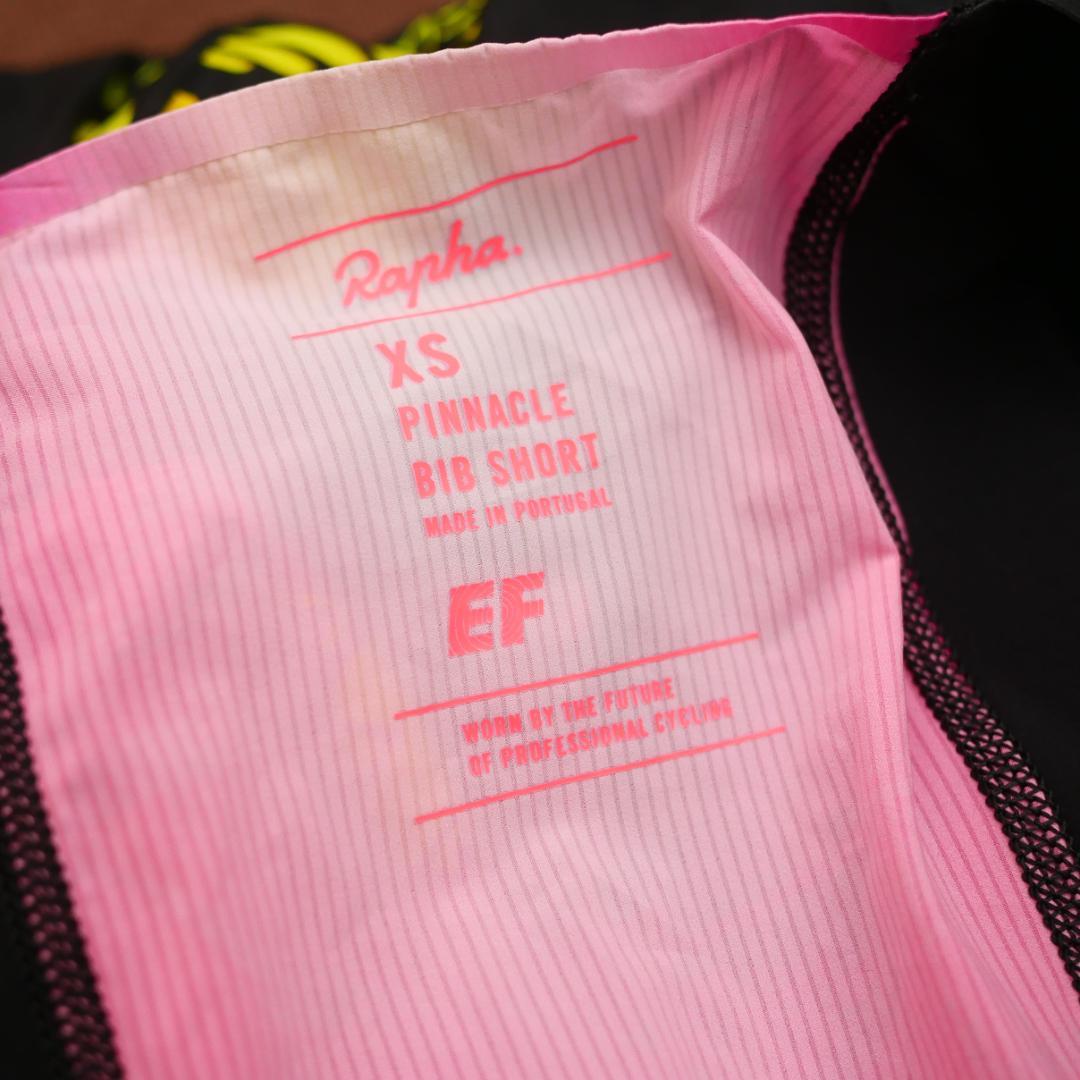 Rapha.
XS
PINNACLE
BIB SHORT
MADE IN PORTUGAL
EF
WORN BY THE FUTURE
OF PROFESSIONAL CYCLING